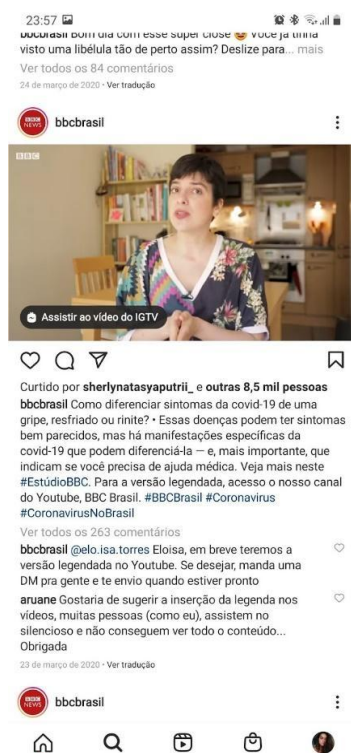 23:57
bbcbrasil Bom dia com esse super close 😍 Você já tinha
visto uma libélula tão de perto assim? Deslize para... mais
Ver todos os 84 comentários
24 de março de 2020 • Ver tradução
BBC NEWS
bbcbrasil
BBC
Assistir ao vídeo do IGTV
Curtido por sherlynatasyaputrii_ e outras 8,5 mil pessoas
bbcbrasil Como diferenciar sintomas da covid-19 de uma
gripe, resfriado ou rinite? • Essas doenças podem ter sintomas
bem parecidos, mas há manifestações específicas da
covid-19 que podem diferenciá-la — e, mais importante, que
indicam se você precisa de ajuda médica. Veja mais neste
#EstúdioBBC. Para a versão legendada, acesso o nosso canal
do Youtube, BBC Brasil. #BBCBrasil #Coronavirus
#CoronavirusNoBrasil
Ver todos os 263 comentários
bbcbrasil @elo.isa.torres Eloisa, em breve teremos a
versão legendada no Youtube. Se desejar, manda uma
DM pra gente e te envio quando estiver pronto
aruane Gostaria de sugerir a inserção da legenda nos
vídeos, muitas pessoas (como eu), assistem no
silencioso e não conseguem ver todo o conteúdo...
Obrigada
23 de março de 2020 • Ver tradução
BBC NEWS
bbcbrasil